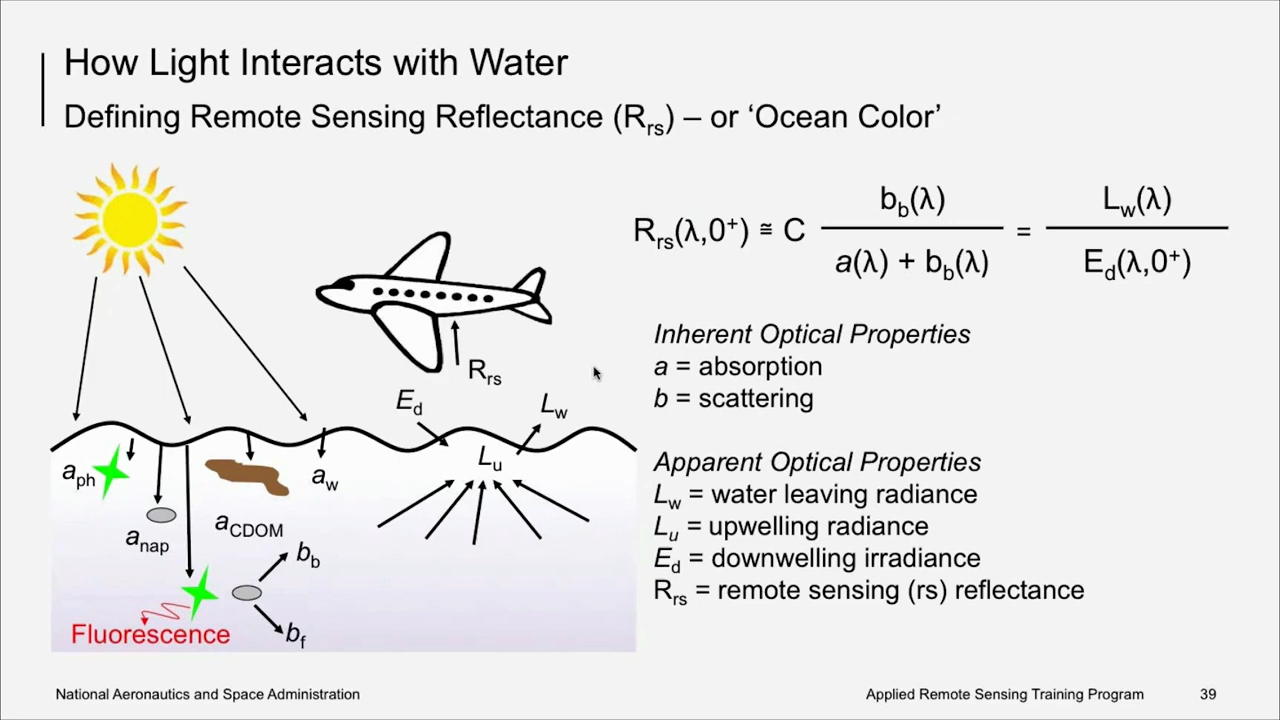 How Light Interacts with Water
Defining Remote Sensing Reflectance (Rrs) – or ‘Ocean Color’
Rrs(λ,0+) ≅ C bb(λ) / a(λ) + bb(λ) = Lw(λ) / Ed(λ,0+)
Rrs
Ed
Lw
Lu
aph
anap
aCDOM
aw
bb
bf
Fluorescence
Inherent Optical Properties
a = absorption
b = scattering
Apparent Optical Properties
Lw = water leaving radiance
Lu = upwelling radiance
Ed = downwelling irradiance
Rrs = remote sensing (rs) reflectance
National Aeronautics and Space Administration
Applied Remote Sensing Training Program
39